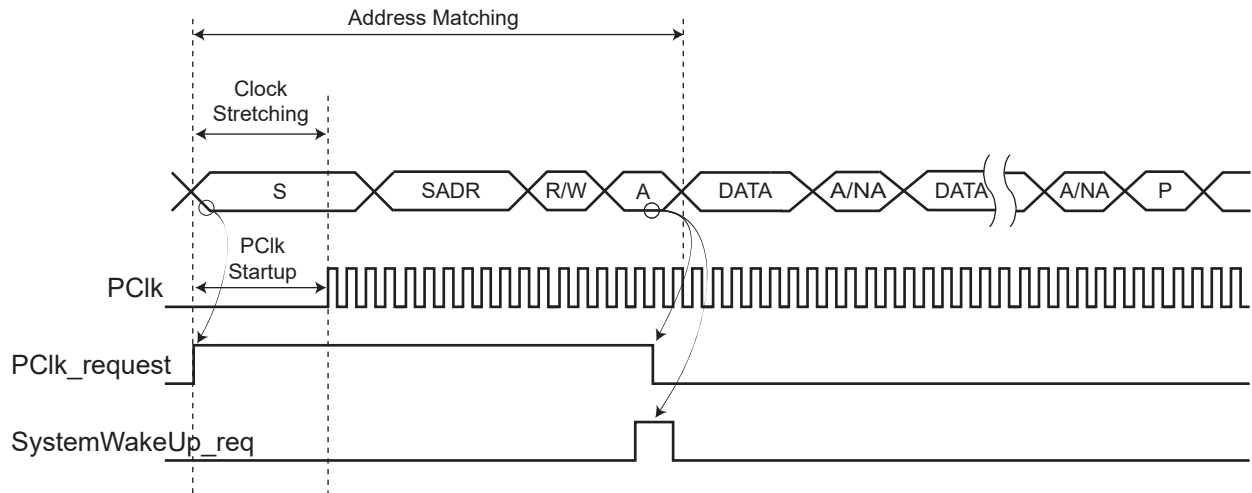 Address Matching
Clock
Stretching
S SADR R/W A DATA A/NA DATA A/NA P
PClk
Startup
PClk
PClk_request
SystemWakeUp_req